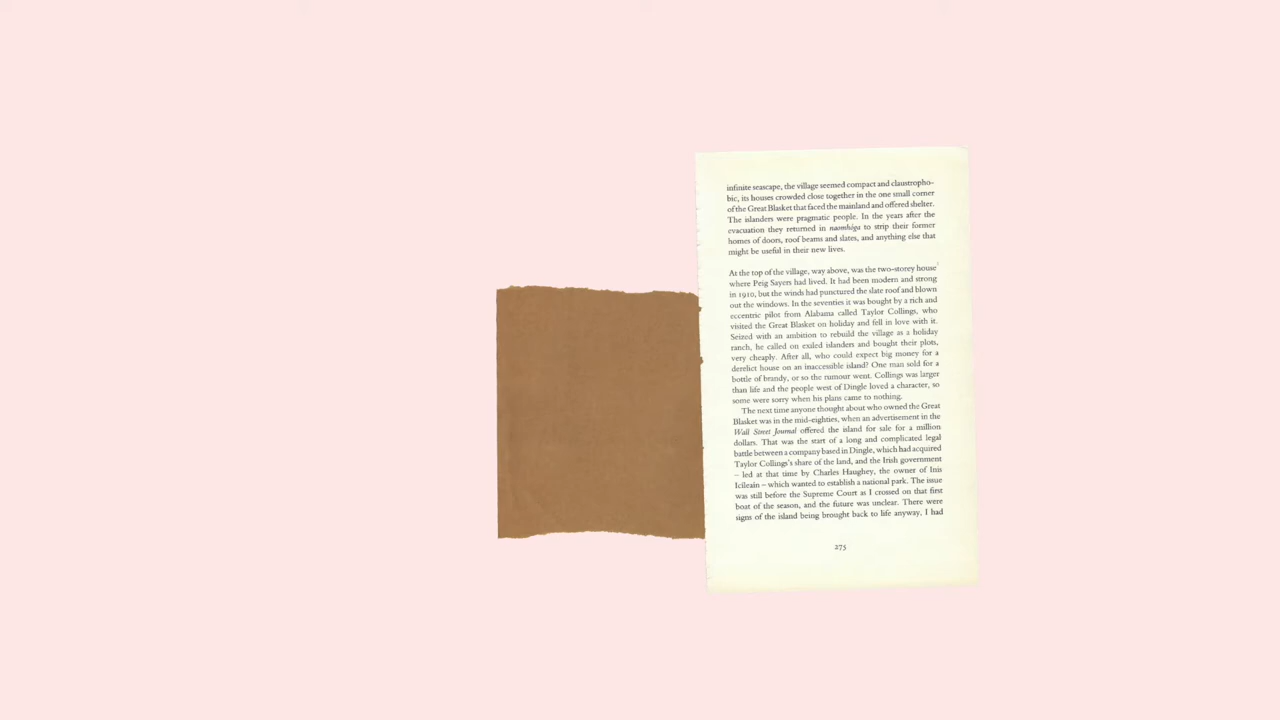 infinite seascape, the village seemed compact and claustropho-
bic, its houses crowded close together in the one small corner
of the Great Blasket that faced the mainland and offered shelter.
The islanders were pragmatic people. In the years after the
evacuation they returned in naomhóga to strip their former
homes of doors, roof beams and slates, and anything else that
might be useful in their new lives.
At the top of the village, way above, was the two-storey house
where Peig Sayers had lived. It had been modern and strong
in 1910, but the winds had punctured the slate roof and blown
out the windows. In the seventies it was bought by a rich and
eccentric pilot from Alabama called Taylor Collings, who
visited the Great Blasket on holiday and fell in love with it.
Seized with an ambition to rebuild the village as a holiday
ranch, he called on exiled islanders and bought their plots,
very cheaply. After all, who could expect big money for a
derelict house on an inaccessible island? One man sold for a
bottle of brandy, or so the rumour went. Collings was larger
than life and the people west of Dingle loved a character, so
some were sorry when his plans came to nothing.
The next time anyone thought about who owned the Great
Blasket was in the mid-eighties, when an advertisement in the
Wall Street Journal offered the island for sale for a million
dollars. That was the start of a long and complicated legal
battle between a company based in Dingle, which had acquired
Taylor Collings's share of the land, and the Irish government
– led at that time by Charles Haughey, the owner of Inis
Icileáin – which wanted to establish a national park. The issue
was still before the Supreme Court as I crossed on that first
boat of the season, and the future was unclear. There were
signs of the island being brought back to life anyway, I had
275